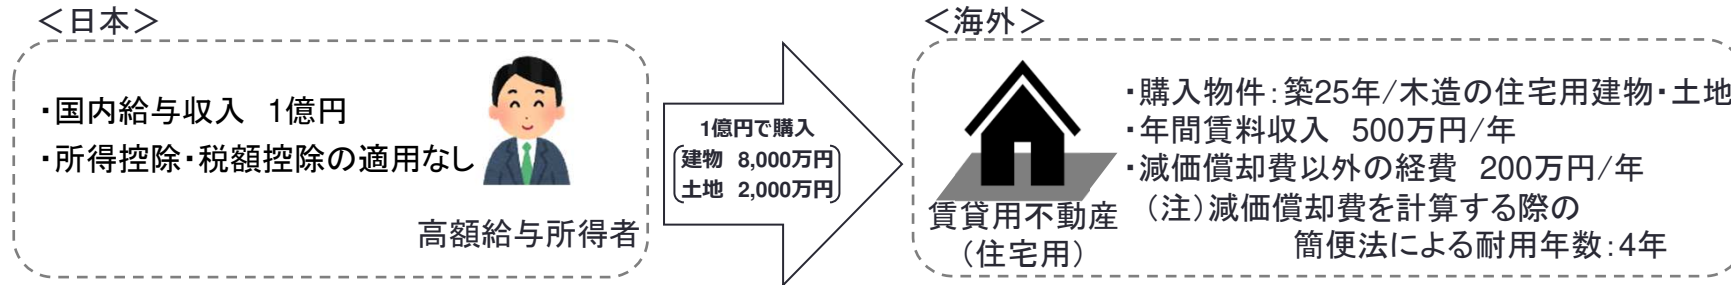 ＜日本＞
・国内給与収入　1億円
・所得控除・税額控除の適用なし
高額給与所得者
1億円で購入
建物　8,000万円
土地　2,000万円
＜海外＞
賃貸用不動産
（住宅用）
・購入物件：築25年/木造の住宅用建物・土地
・年間賃料収入　500万円/年
・減価償却費以外の経費　200万円/年
（注）減価償却費を計算する際の
簡便法による耐用年数：4年